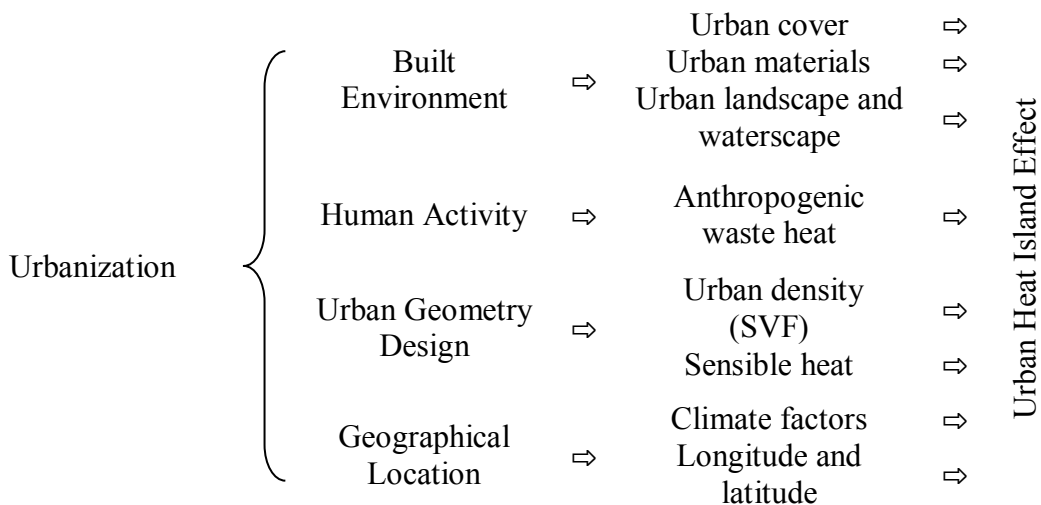 Urban cover ⇨
Built Environment ⇨ Urban materials ⇨
Urban landscape and
waterscape ⇨
Human Activity ⇨ Anthropogenic
waste heat ⇨
Urbanization
Urban Geometry
Design ⇨
Urban density
(SVF) ⇨
Sensible heat ⇨
Geographical
Location ⇨
Climate factors ⇨
Longitude and
latitude ⇨
Urban Heat Island Effect